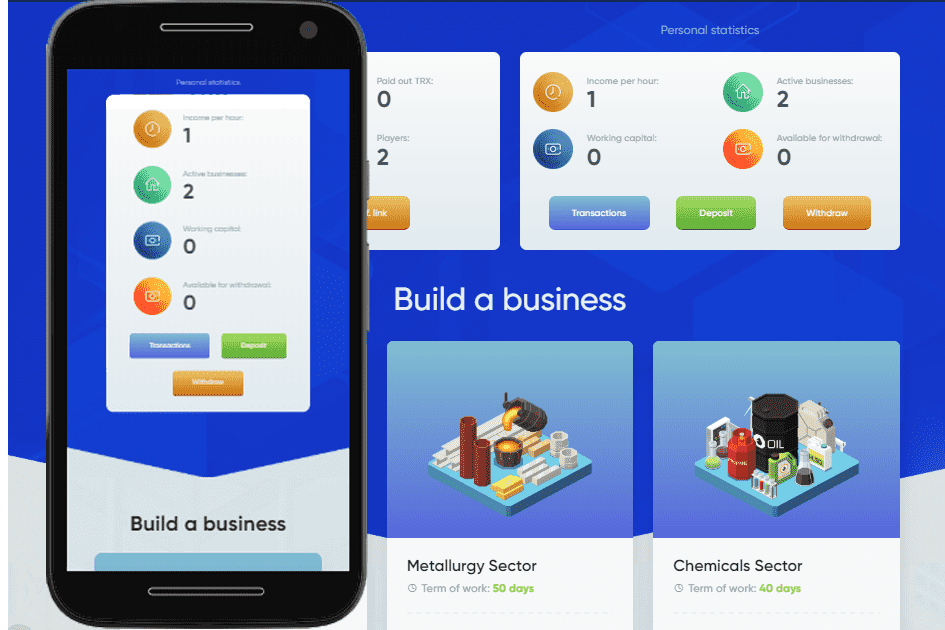 Personal statistics
Income per hour:
1
Active businesses:
2
Working capital:
0
Available for withdrawal:
0
Transactions
Deposit
Withdraw
Build a business
Paid out TRX:
0
Players:
2
link
Personal statistics
Income per hour:
1
Active businesses:
2
Working capital:
0
Available for withdrawal:
0
Transactions
Deposit
Withdraw
Build a business
OIL
Metallurgy Sector
Term of work: 50 days
Chemicals Sector
Term of work: 40 days